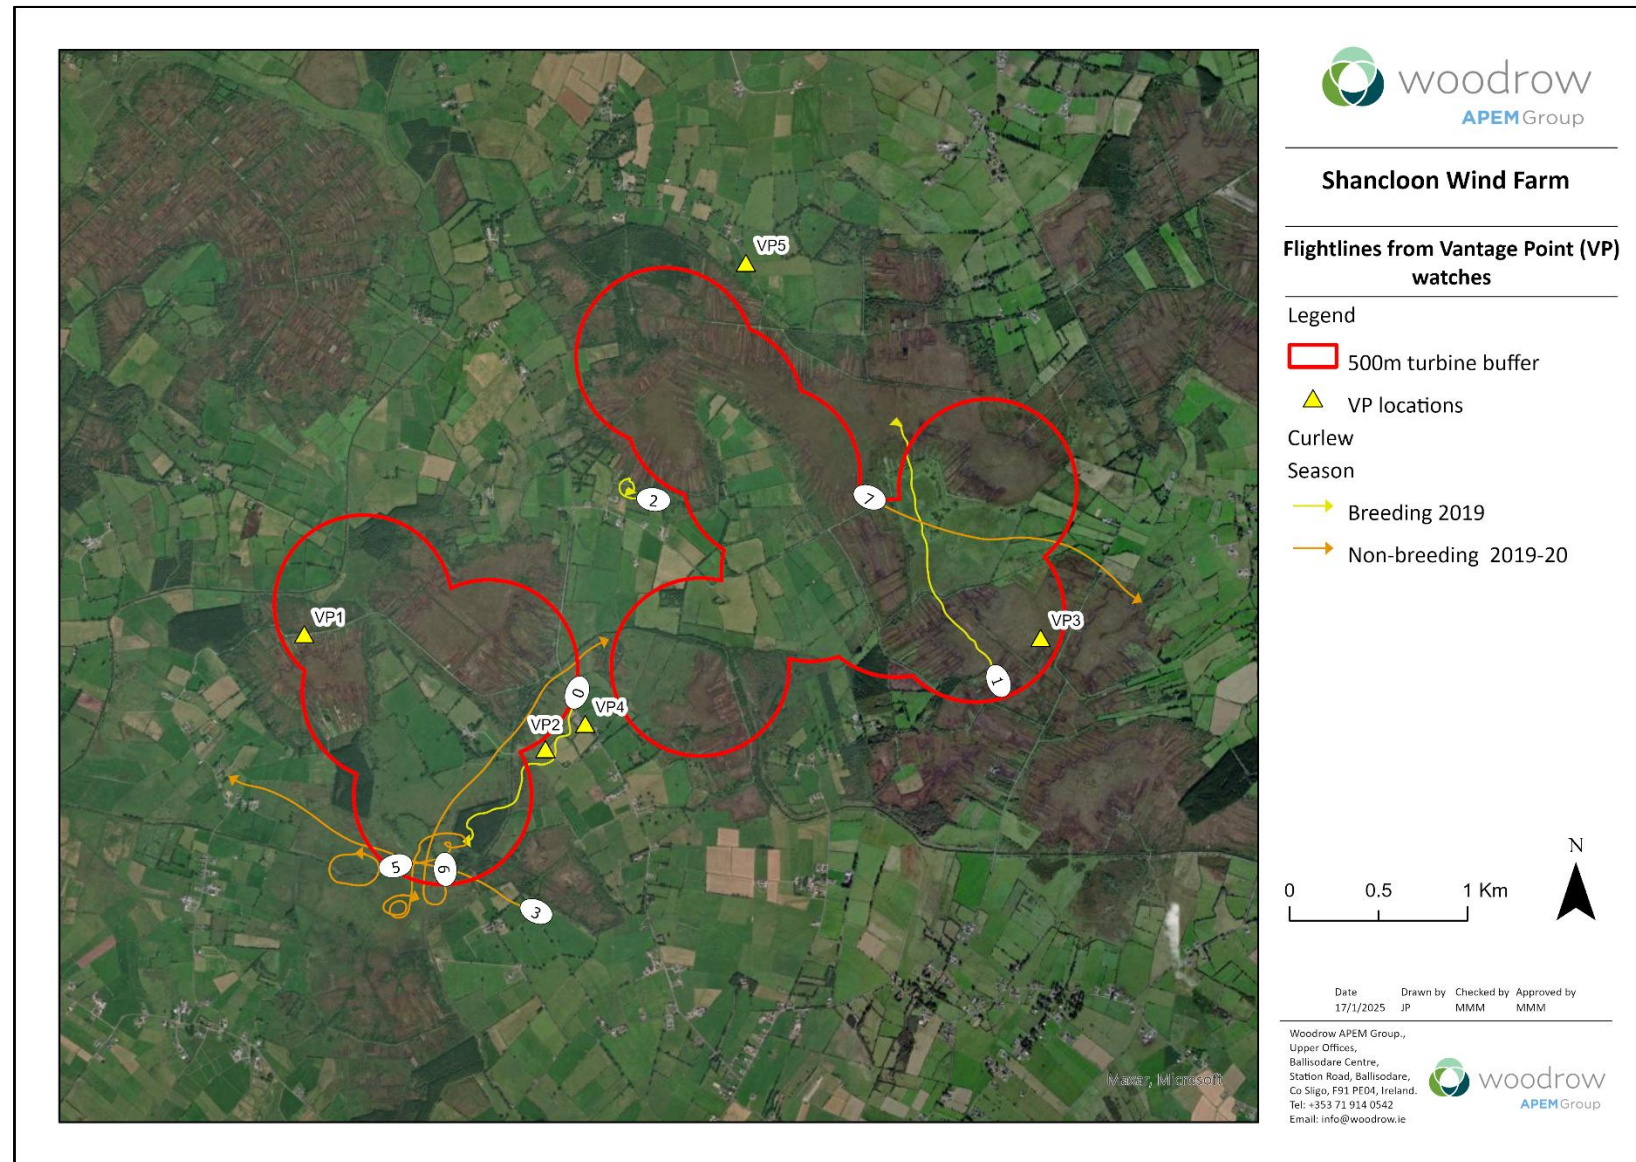 woodrow
APEM Group
Shancloon Wind Farm
Flightlines from Vantage Point (VP)
watches
Legend
500m turbine buffer
VP locations
Curlew
Season
Breeding 2019
Non-breeding 2019-20
VP5
2
7
VP1
VP3
1
0
VP4
VP2
5
6
3
N
0 0.5 1 Km
Maxar, Microsoft
Date Drawn by Checked by Approved by
17/1/2025 JP MMM MMM
Woodrow APEM Group.,
Upper Offices,
Ballisodare Centre,
Station Road, Ballisodare,
Co Sligo, F91 PE04, Ireland.
Tel: +353 71 914 0542
Email: info@woodrow.ie
woodrow
APEM Group